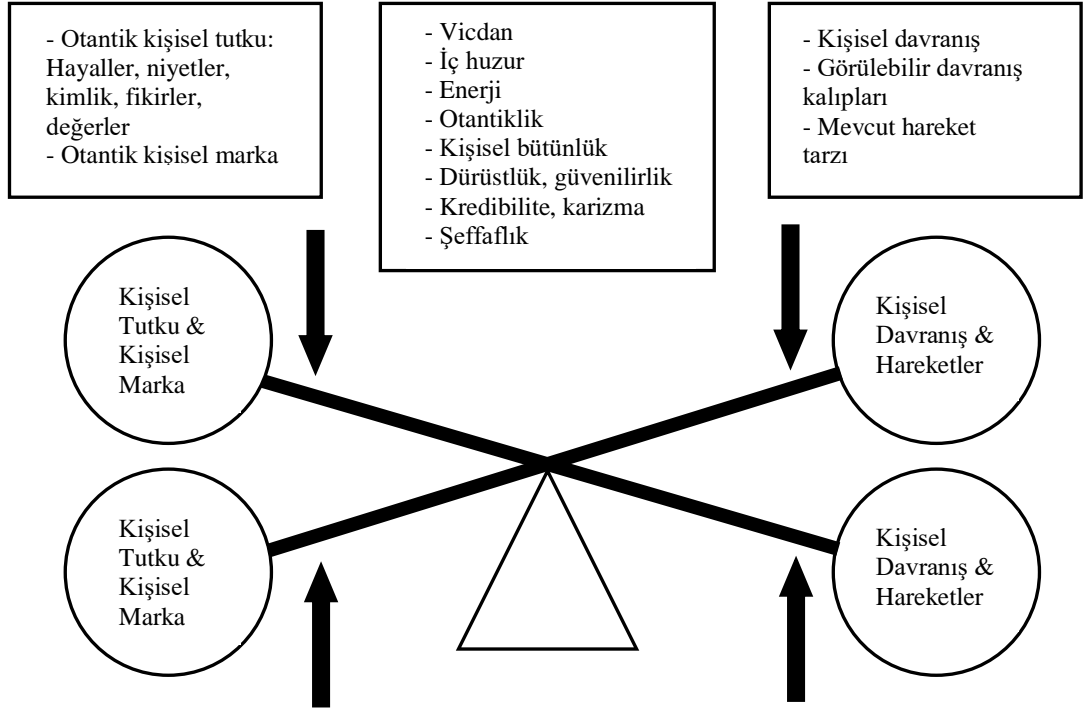 - Otantik kişisel tutku:
Hayaller, niyetler,
kimlik, fikirler,
değerler
- Otantik kişisel marka
- Vicdan
- İç huzur
- Enerji
- Otantiklik
- Kişisel bütünlük
- Dürüstlük, güvenilirlik
- Kredibilite, karizma
- Şeffaflık
- Kişisel davranış
- Görülebilir davranış
kalıpları
- Mevcut hareket
tarzı
Kişisel
Tutku &
Kişisel
Marka
Kişisel
Davranış &
Hareketler
Kişisel
Tutku &
Kişisel
Marka
Kişisel
Davranış &
Hareketler